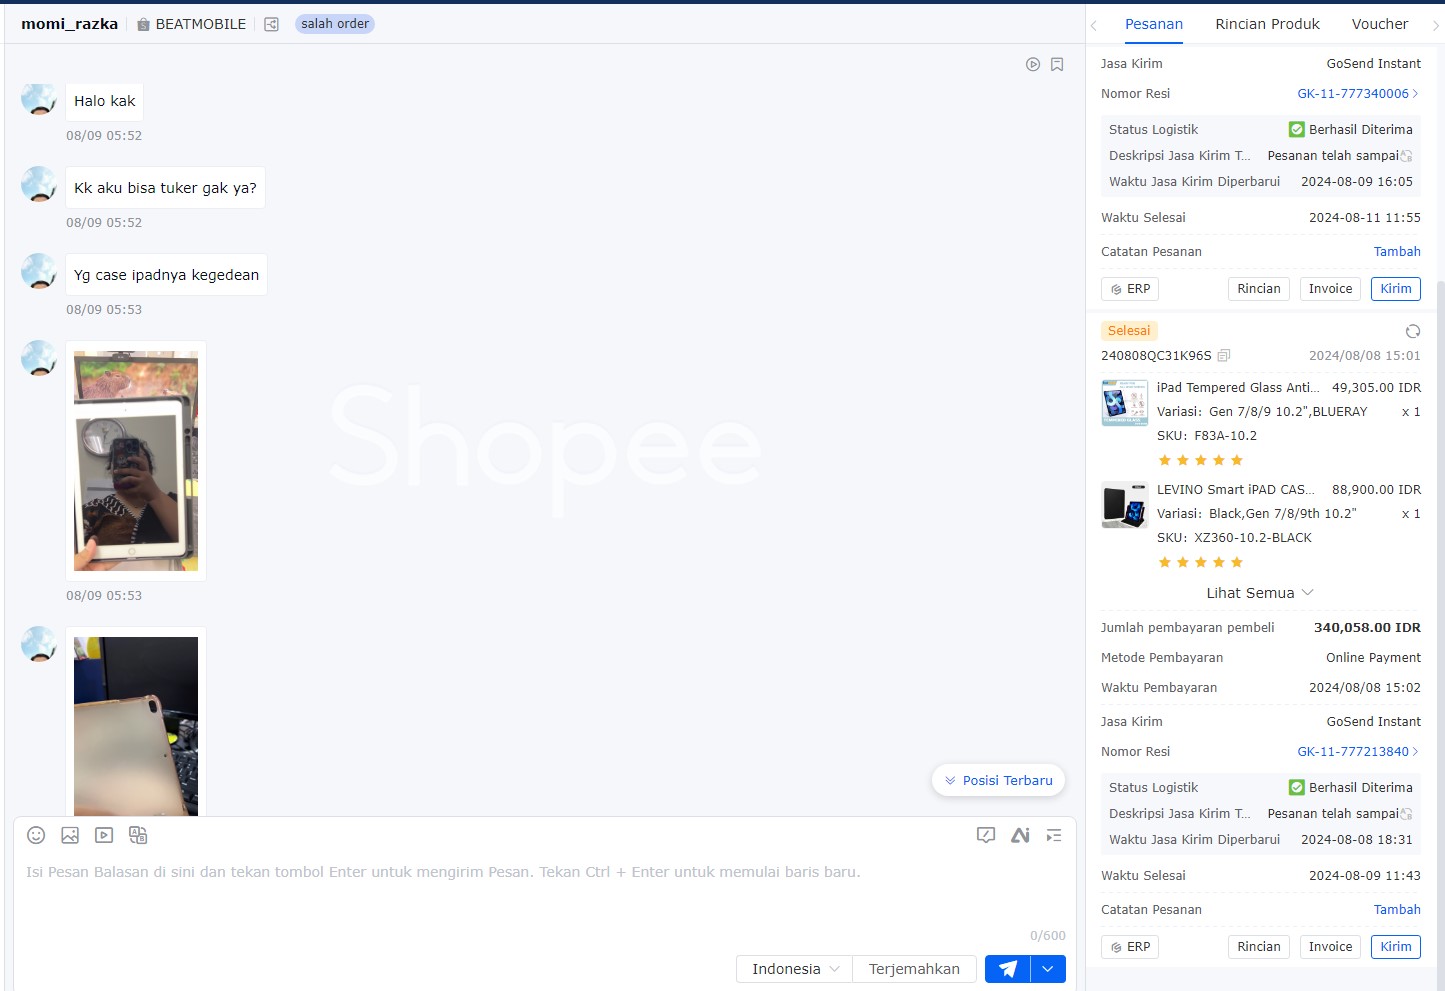 momi_razka
BEATMOBILE
salah order
Halo kak
08/09 05:52
Kk aku bisa tuker gak ya?
08/09 05:52
Yg case ipadnya kegedean
08/09 05:53
08/09 05:53
Shopee
Posisi Terbaru
Isi Pesan Balasan di sini dan tekan tombol Enter untuk mengirim Pesan. Tekan Ctrl + Enter untuk memulai baris baru.
0/600
Indonesia
Terjemahkan
Pesanan Rincian Produk Voucher
Jasa Kirim GoSend Instant
Nomor Resi GK-11-777340006
Status Logistik Berhasil Diterima
Deskripsi Jasa Kirim T... Pesanan telah sampai
Waktu Jasa Kirim Diperbarui 2024-08-09 16:05
Waktu Selesai 2024-08-11 11:55
Catatan Pesanan Tambah
ERP Rincian Invoice Kirim
Selesai
240808QC31K96S 2024/08/08 15:01
iPad Tempered Glass Anti... 49,305.00 IDR
Variasi: Gen 7/8/9 10.2",BLUERAY x 1
SKU: F83A-10.2
LEVINO Smart iPAD CAS... 88,900.00 IDR
Variasi: Black,Gen 7/8/9th 10.2" x 1
SKU: XZ360-10.2-BLACK
Lihat Semua
Jumlah pembayaran pembeli 340,058.00 IDR
Metode Pembayaran Online Payment
Waktu Pembayaran 2024/08/08 15:02
Jasa Kirim GoSend Instant
Nomor Resi GK-11-777213840
Status Logistik Berhasil Diterima
Deskripsi Jasa Kirim T... Pesanan telah sampai
Waktu Jasa Kirim Diperbarui 2024-08-08 18:31
Waktu Selesai 2024-08-09 11:43
Catatan Pesanan Tambah
ERP Rincian Invoice Kirim